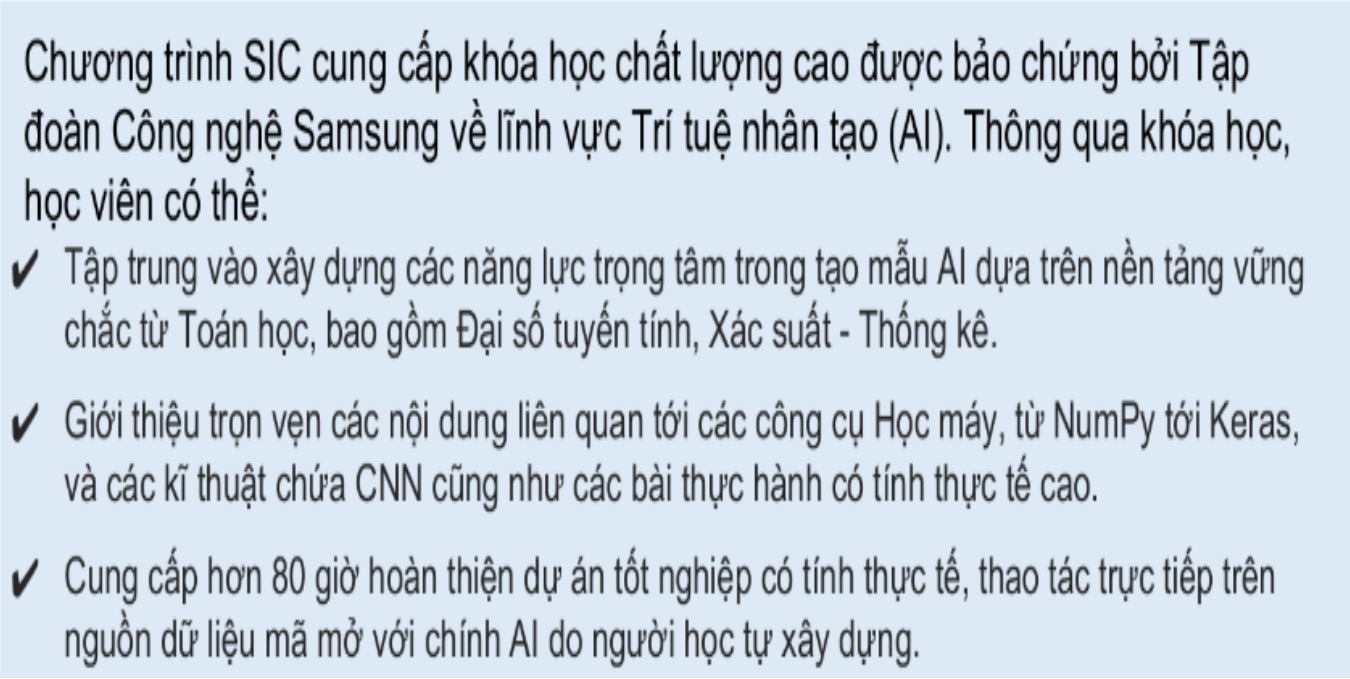 Chương trình SIC cung cấp khóa học chất lượng cao được bảo chứng bởi Tập
đoàn Công nghệ Samsung về lĩnh vực Trí tuệ nhân tạo (AI). Thông qua khóa học,
học viên có thể:
✔ Tập trung vào xây dựng các năng lực trọng tâm trong tạo mẫu AI dựa trên nền tảng vững
chắc từ Toán học, bao gồm Đại số tuyến tính, Xác suất - Thống kê.
✔ Giới thiệu trọn vẹn các nội dung liên quan tới các công cụ Học máy, từ NumPy tới Keras,
và các kĩ thuật chứa CNN cũng như các bài thực hành có tính thực tế cao.
✔ Cung cấp hơn 80 giờ hoàn thiện dự án tốt nghiệp có tính thực tế, thao tác trực tiếp trên
nguồn dữ liệu mã mở với chính AI do người học tự xây dựng.